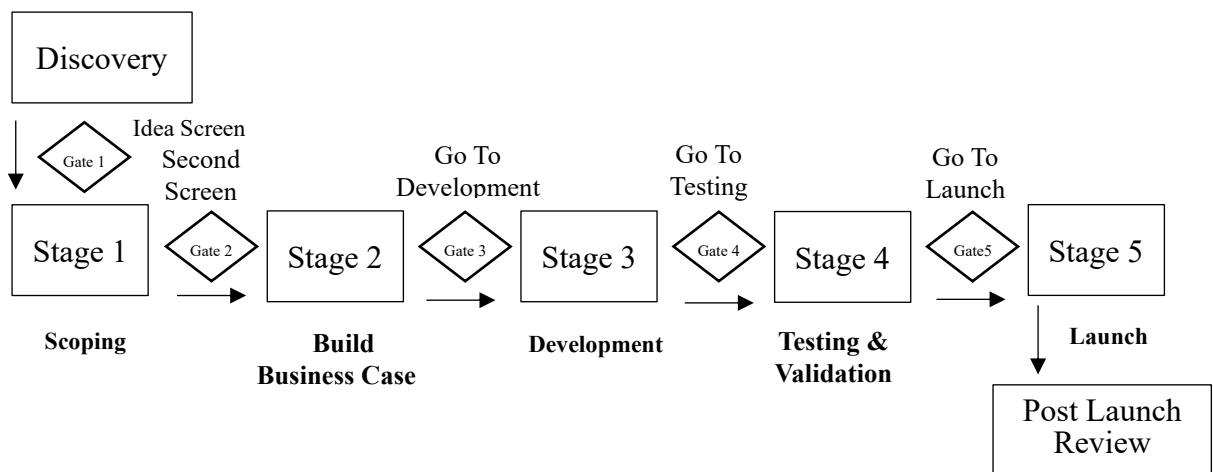 Discovery
Gate 1
Idea Screen
Second
Screen
Go To
Development
Go To
Testing
Go To
Launch
Stage 1
Gate 2
Stage 2
Gate 3
Stage 3
Gate 4
Stage 4
Gate5
Stage 5
Scoping
Build
Business Case
Development
Testing &
Validation
Launch
Post Launch
Review